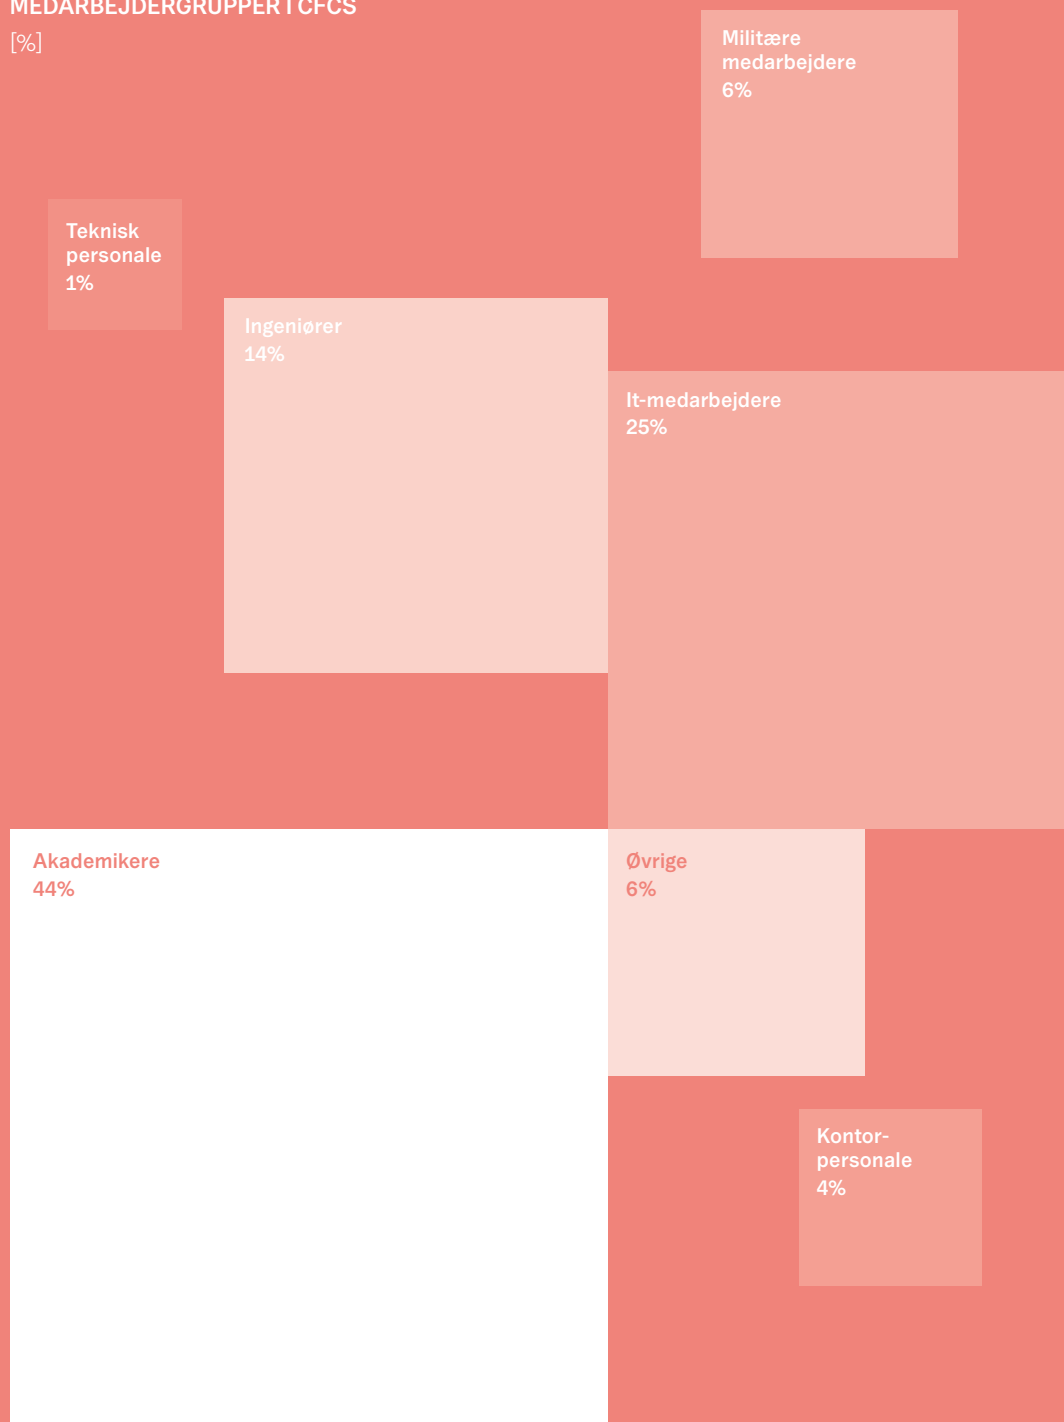 MEDARBEJDERGRUPPER I CFCS
[%]
Militære
medarbejdere
6%
Teknisk
personale
1%
Ingeniører
14%
It-medarbejdere
25%
Akademikere
44%
Øvrige
6%
Kontor-
personale
4%